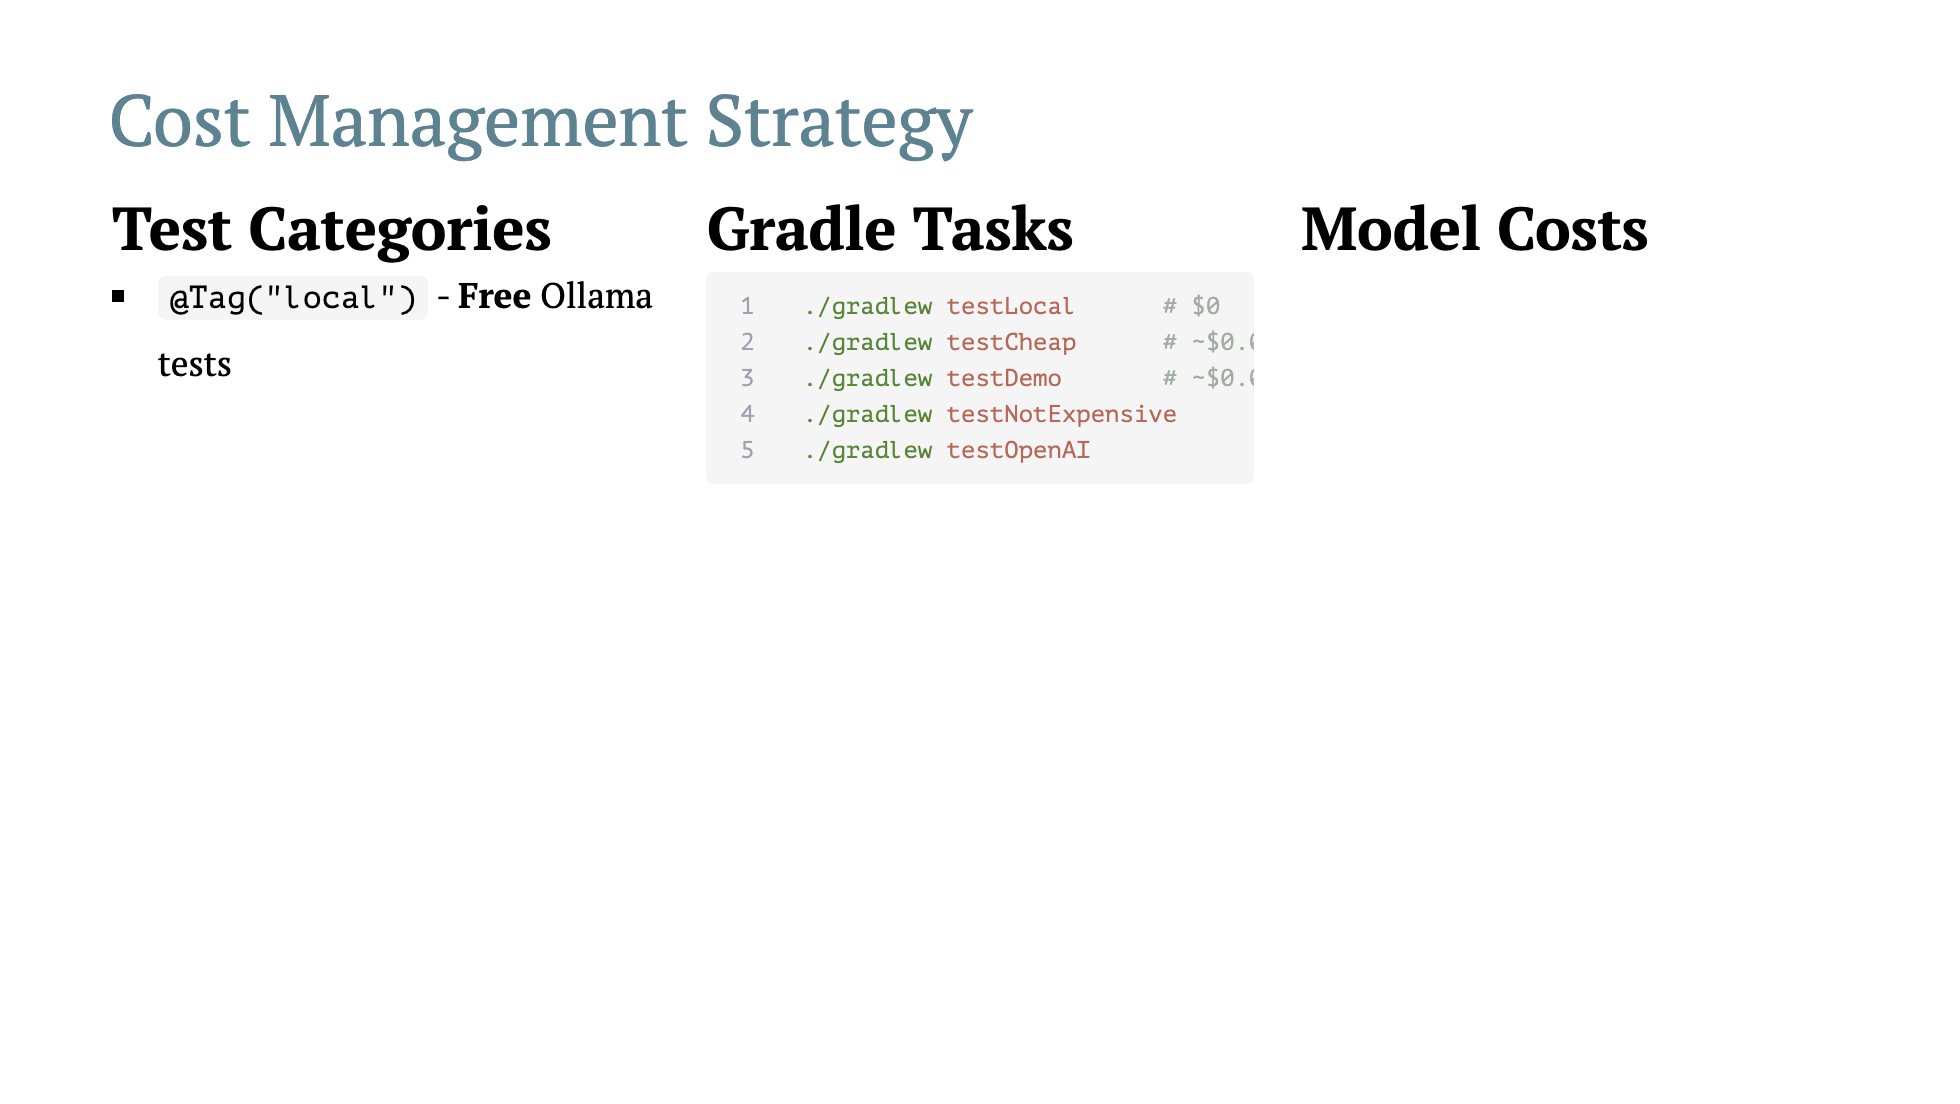 Cost Management Strategy
Test Categories
@Tag("local") - Free Ollama
tests
Gradle Tasks
1 ./gradlew testLocal # $0
2 ./gradlew testCheap # ~$0.
3 ./gradlew testDemo # ~$0.
4 ./gradlew testNotExpensive
5 ./gradlew testOpenAI
Model Costs